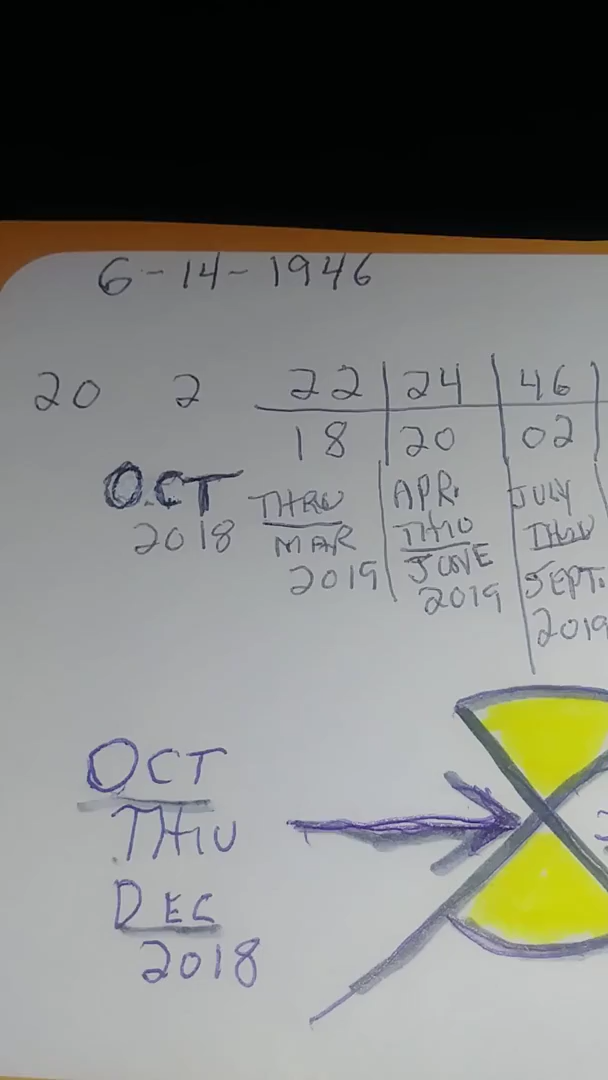 6-14-1946
20 2 22 24 46
18 20 02
OCT THRU APR. JULY
2018 MAR THRU THRU
2019 JUNE SEPT.
2019 2019
OCT
THRU
DEC
2018